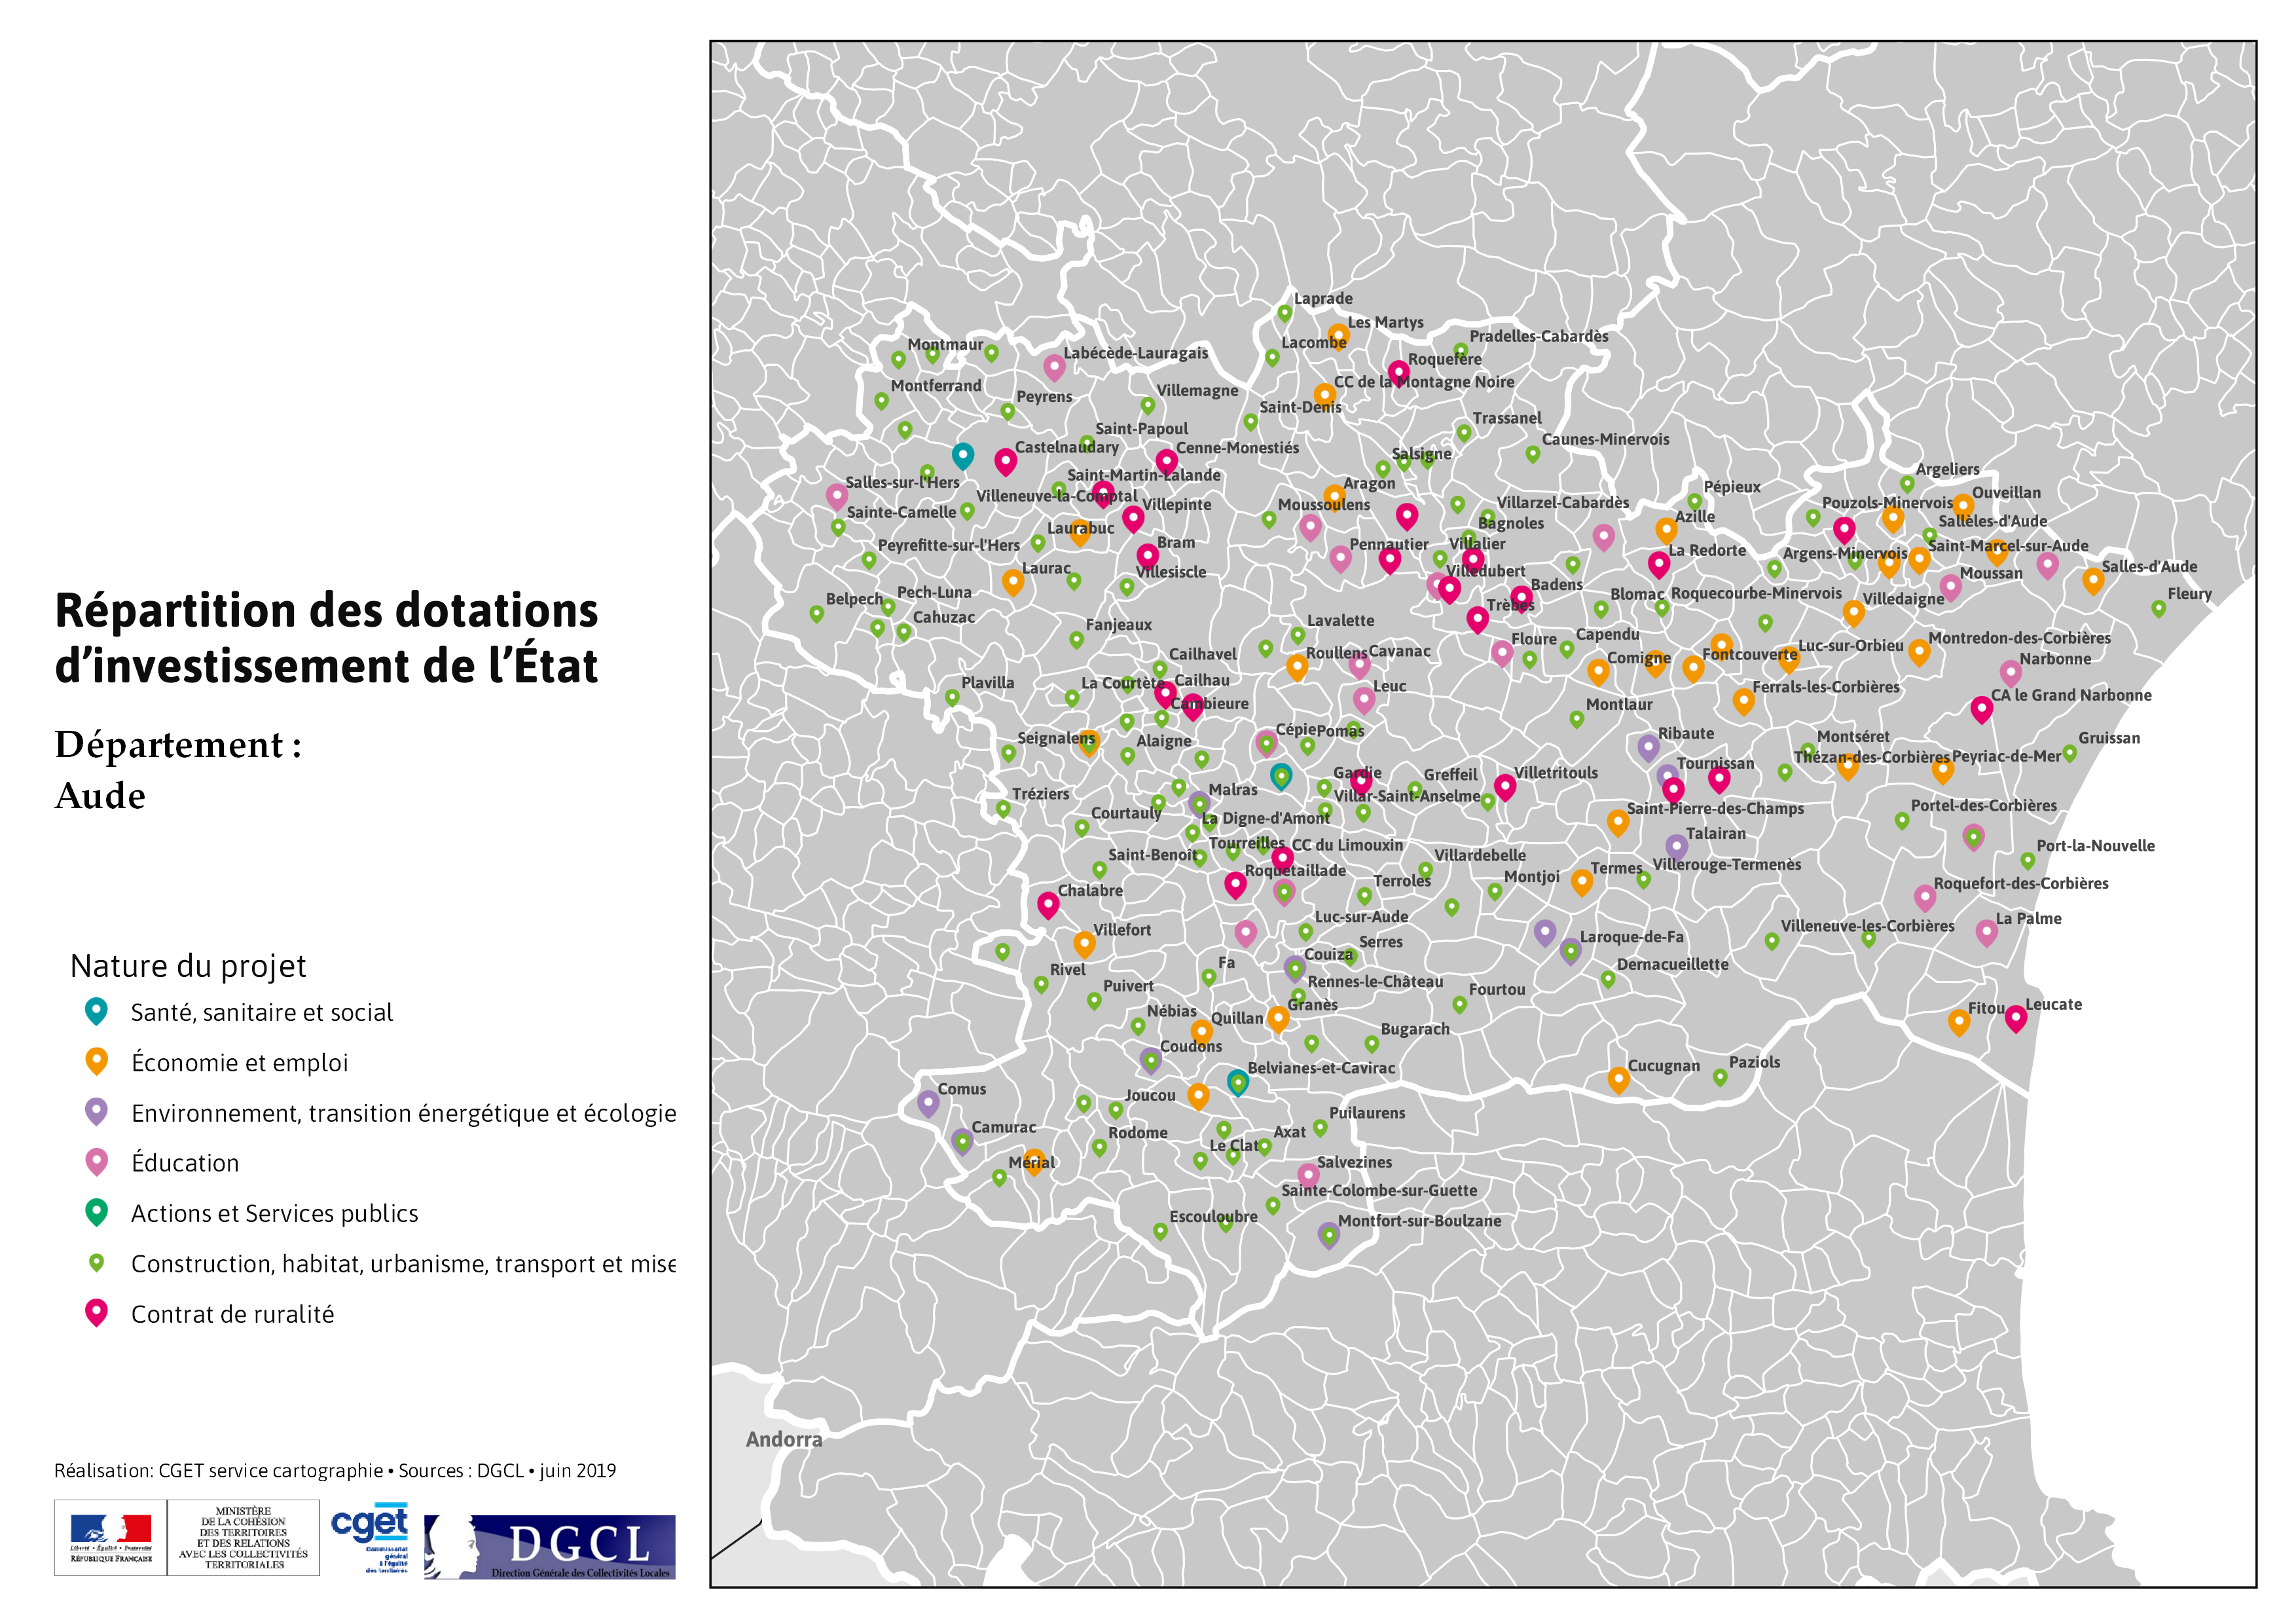 Répartition des dotations
d’investissement de l’État
Département :
Aude
Nature du projet
Santé, sanitaire et social
Économie et emploi
Environnement, transition énergétique et écologie
Éducation
Actions et Services publics
Construction, habitat, urbanisme, transport et mise
Contrat de ruralité
Réalisation: CGET service cartographie • Sources : DGCL • juin 2019
Liberté • Égalité • Fraternité
RÉPUBLIQUE FRANÇAISE
MINISTÈRE
DE LA COHÉSION
DES TERRITOIRES
ET DES RELATIONS
AVEC LES COLLECTIVITÉS
TERRITORIALES
cget
Commissariat
général
à l'égalité
des territoires
DGCL
Direction Générale des Collectivités Locales
Laprade
Les Martys
Lacombe
Pradelles-Cabardès
Montmaur
Labécède-Lauragais
Roquefère
CC de la Montagne Noire
Montferrand
Peyrens
Villemagne
Saint-Denis
Trassanel
Saint-Papoul
Caunes-Minervois
Castelnaudary
Cenne-Monestiés
Salsigne
Argeliers
Saint-Martin-Lalande
Salles-sur-l'Hers
Aragon
Pépieux
Ouveillan
Villeneuve-la-Comptal
Villepinte
Moussoulens
Villarzel-Cabardès
Pouzols-Minervois
Sainte-Camelle
Azille
Sallèles-d'Aude
Laurabuc
Bagnoles
Peyrefitte-sur-l'Hers
Bram
Pennautier
Villalier
La Redorte
Argens-Minervois
Saint-Marcel-sur-Aude
Laurac
Villesiscle
Villedubert
Moussan
Salles-d'Aude
Badens
Pech-Luna
Belpech
Blomac
Roquecourbe-Minervois
Villedaigne
Fleury
Trèbes
Cahuzac
Fanjeaux
Lavalette
Floure
Capendu
Luc-sur-Orbieu
Montredon-des-Corbières
Cailhavel
Roullens
Cavanac
Comigne
Fontcouverte
Narbonne
Plavilla
La Courtète
Cailhau
Leuc
Ferrals-les-Corbières
CA le Grand Narbonne
Cambieure
Montlaur
Seignalens
Alaigne
Cépie
Pomas
Ribaute
Montséret
Gruissan
Thézan-des-Corbières
Peyriac-de-Mer
Tournissan
Gardie
Greffeil
Villetritouls
Tréziers
Malras
Villar-Saint-Anselme
Saint-Pierre-des-Champs
Portel-des-Corbières
Courtauly
La Digne-d'Amont
Talairan
Tourreilles
CC du Limouxin
Port-la-Nouvelle
Saint-Benoît
Villardebelle
Villerouge-Termenès
Termes
Roquetaillade
Terroles
Montjoi
Roquefort-des-Corbières
Chalabre
Luc-sur-Aude
La Palme
Villefort
Villeneuve-les-Corbières
Laroque-de-Fa
Serres
Couiza
Fa
Dernacueillette
Rivel
Rennes-le-Château
Puivert
Fourtou
Granès
Fitou
Leucate
Nébias
Quillan
Bugarach
Coudons
Belvianes-et-Cavirac
Cucugnan
Paziols
Comus
Joucou
Puilaurens
Camurac
Rodome
Axat
Le Clat
Mérial
Salvezines
Sainte-Colombe-sur-Guette
Escouloubre
Montfort-sur-Boulzane
Andorra